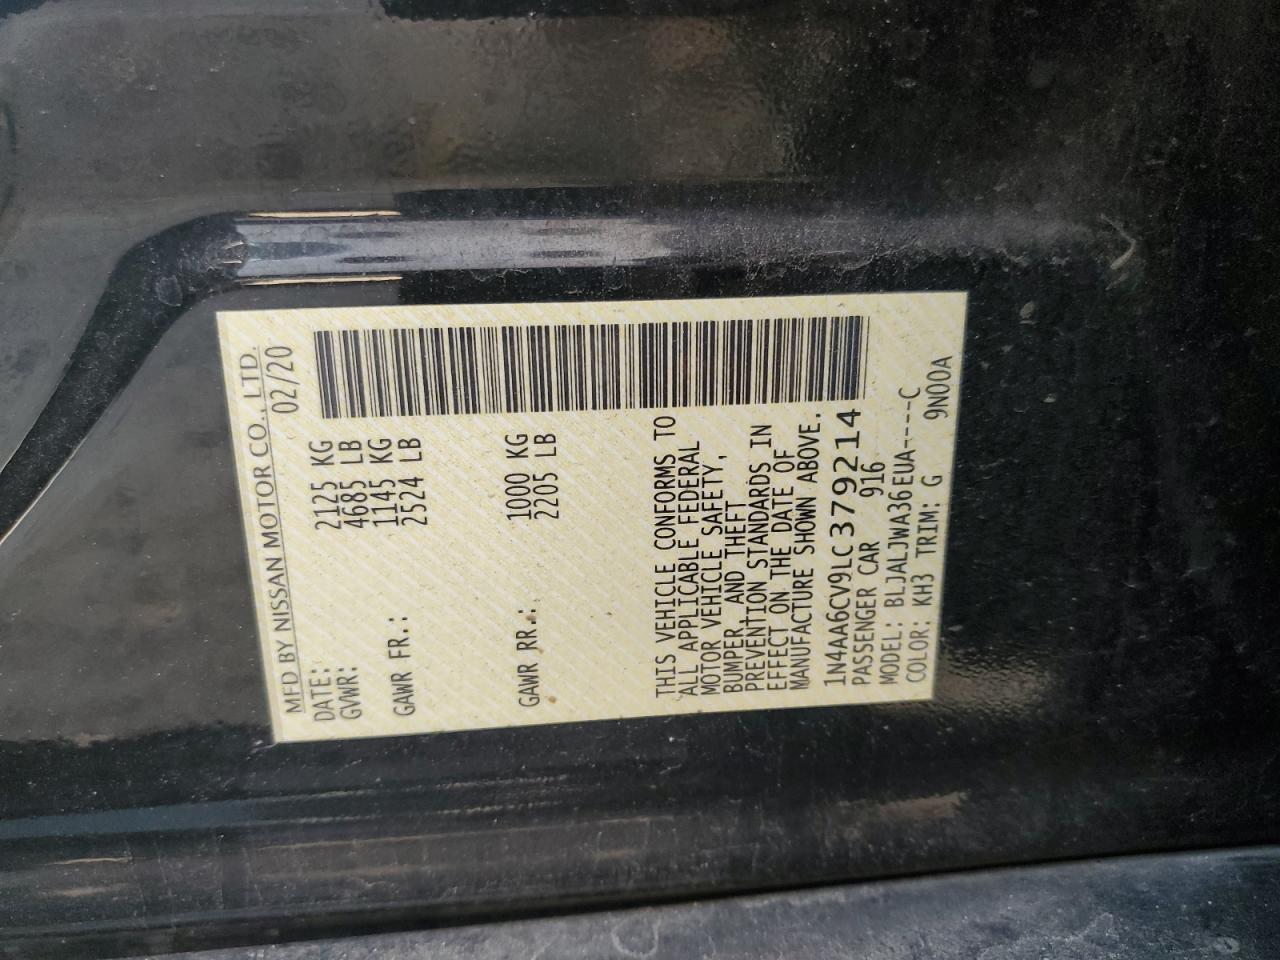 MFD BY NISSAN MOTOR CO., LTD.
DATE: 02/20
GVWR: 2125 KG
4685 LB
GAWR FR.: 1145 KG
2524 LB
GAWR RR.: 1000 KG
2205 LB
THIS VEHICLE CONFORMS TO
ALL APPLICABLE FEDERAL
MOTOR VEHICLE SAFETY,
BUMPER, AND THEFT
PREVENTION STANDARDS IN
EFFECT ON THE DATE OF
MANUFACTURE SHOWN ABOVE.
1N4AA6CV9LC379214
PASSENGER CAR 916
MODEL: BLJALJWA36EUA----C
COLOR: KH3 TRIM: G 9N00A